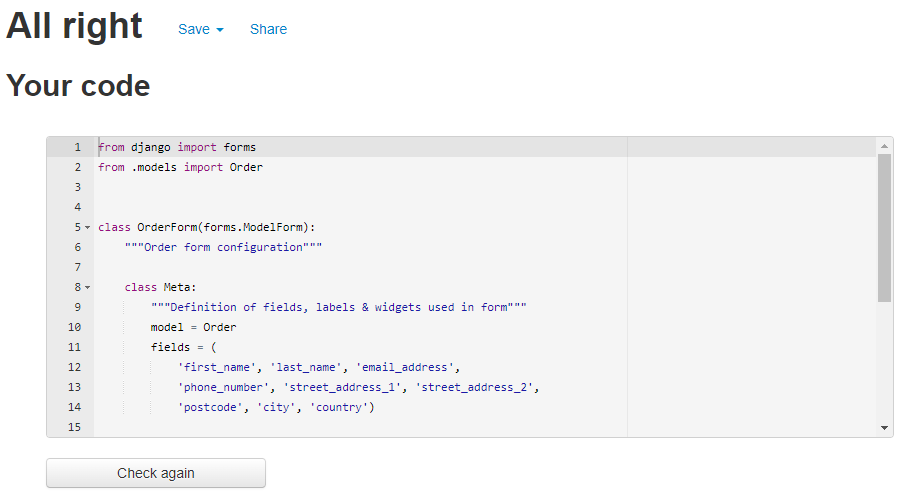 All right Save Share
Your code
1 from django import forms
2 from .models import Order
3
4
5 class OrderForm(forms.ModelForm):
6 """Order form configuration"""
7
8 class Meta:
9 """Definition of fields, labels & widgets used in form"""
10 model = Order
11 fields = (
12 'first_name', 'last_name', 'email_address',
13 'phone_number', 'street_address_1', 'street_address_2',
14 'postcode', 'city', 'country')
15
Check again